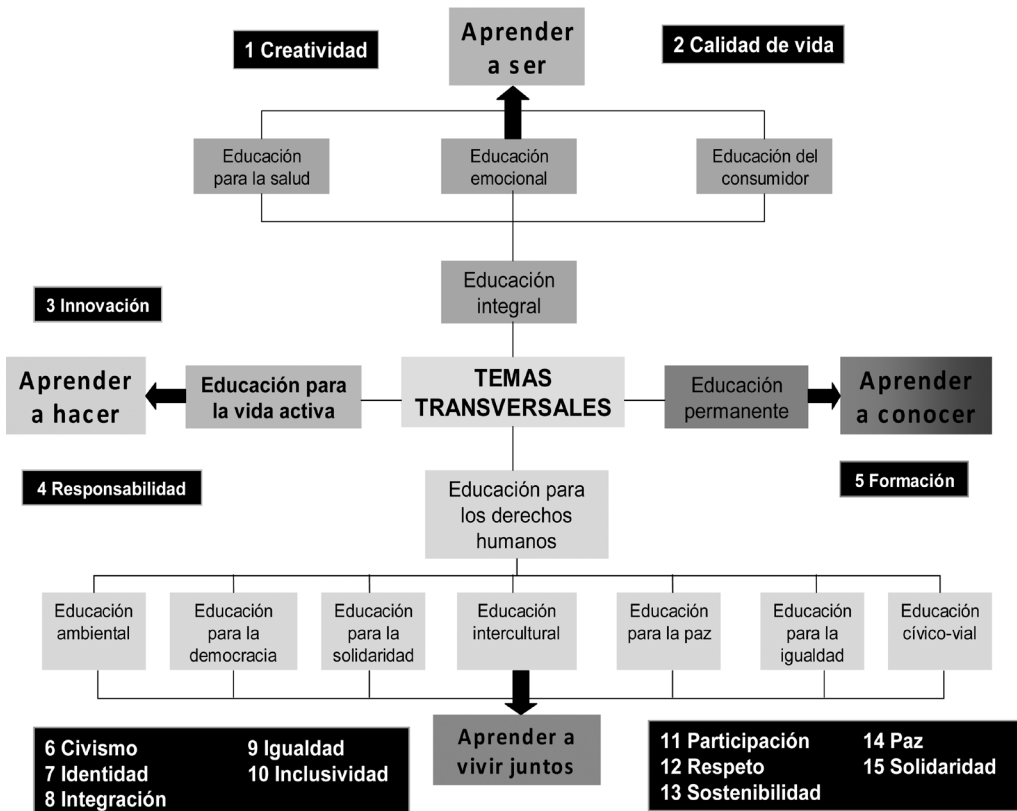 1 Creatividad
Aprender
a ser
2 Calidad de vida
Educación
para la salud
Educación
emocional
Educación del
consumidor
Educación
integral
3 Innovación
Aprender
a hacer
Educación para
la vida activa
TEMAS
TRANSVERSALES
Educación
permanente
Aprender
a conocer
4 Responsabilidad
5 Formación
Educación para
los derechos
humanos
Educación
ambiental
Educación
para la
democracia
Educación
para la
solidaridad
Educación
intercultural
Educación
para la paz
Educación
para la
igualdad
Educación
cívico-vial
6 Civismo
7 Identidad
8 Integración
9 Igualdad
10 Inclusividad
Aprender a
vivir juntos
11 Participación
12 Respeto
13 Sostenibilidad
14 Paz
15 Solidaridad